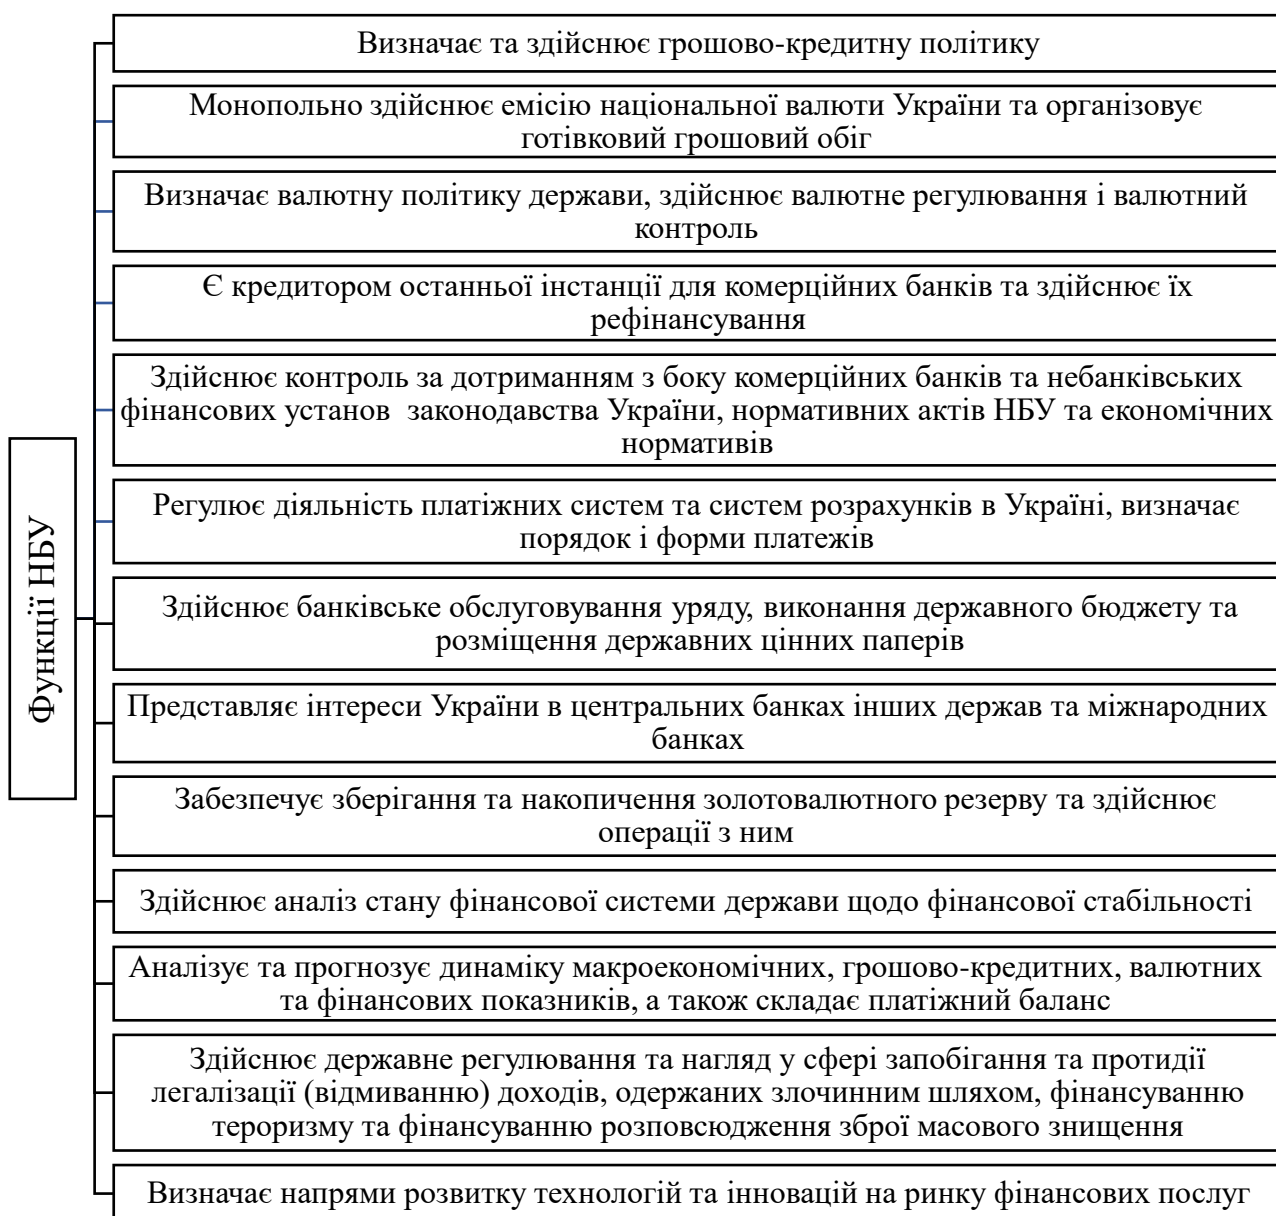 Функції НБУ
Визначає та здійснює грошово-кредитну політику
Монопольно здійснює емісію національної валюти України та організовує
готівковий грошовий обіг
Визначає валютну політику держави, здійснює валютне регулювання і валютний
контроль
Є кредитором останньої інстанції для комерційних банків та здійснює їх
рефінансування
Здійснює контроль за дотриманням з боку комерційних банків та небанківських
фінансових установ законодавства України, нормативних актів НБУ та економічних
нормативів
Регулює діяльність платіжних систем та систем розрахунків в Україні, визначає
порядок і форми платежів
Здійснює банківське обслуговування уряду, виконання державного бюджету та
розміщення державних цінних паперів
Представляє інтереси України в центральних банках інших держав та міжнародних
банках
Забезпечує зберігання та накопичення золотовалютного резерву та здійснює
операції з ним
Здійснює аналіз стану фінансової системи держави щодо фінансової стабільності
Аналізує та прогнозує динаміку макроекономічних, грошово-кредитних, валютних
та фінансових показників, а також складає платіжний баланс
Здійснює державне регулювання та нагляд у сфері запобігання та протидії
легалізації (відмиванню) доходів, одержаних злочинним шляхом, фінансуванню
тероризму та фінансуванню розповсюдження зброї масового знищення
Визначає напрями розвитку технологій та інновацій на ринку фінансових послуг